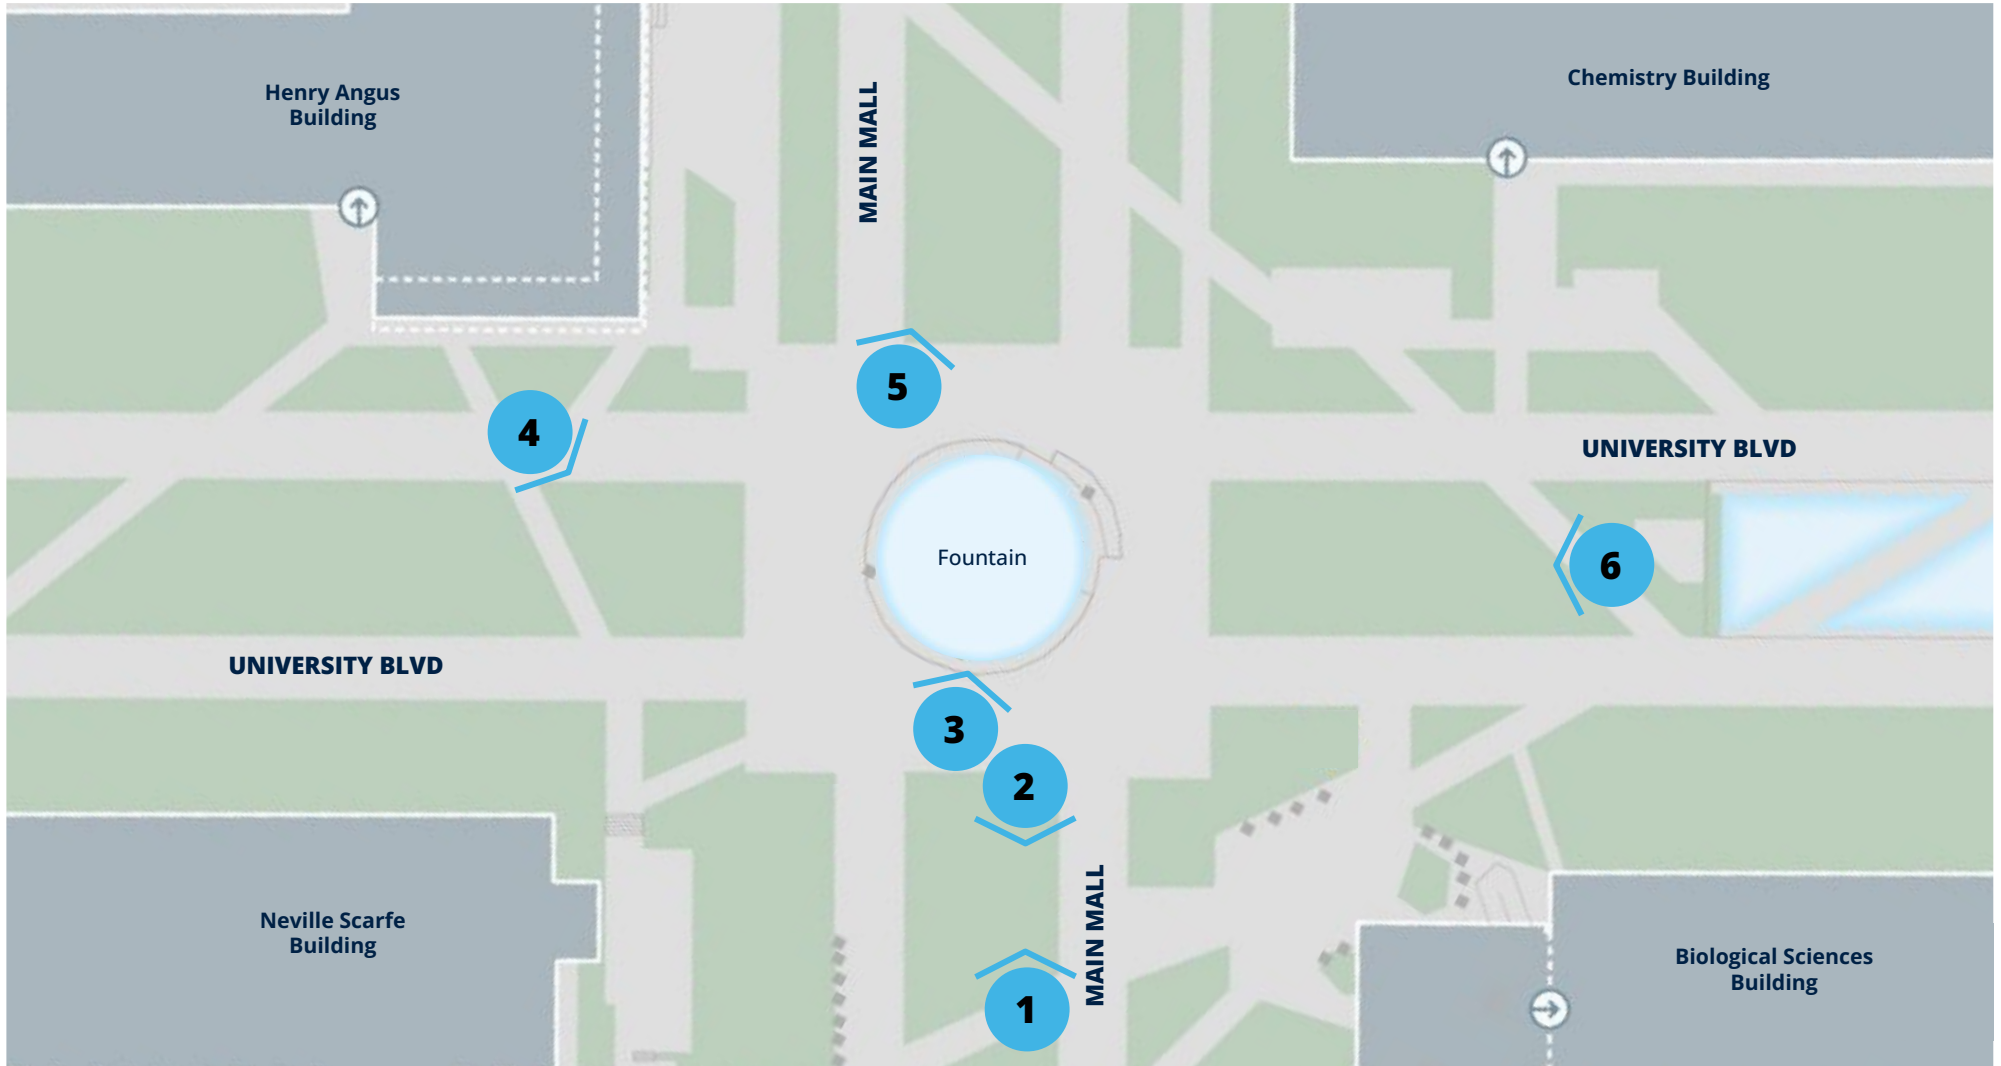 Henry Angus
Building
MAIN MALL
Chemistry Building
5
4
UNIVERSITY BLVD
Fountain
6
UNIVERSITY BLVD
3
2
Neville Scarfe
Building
MAIN MALL
Biological Sciences
Building
1